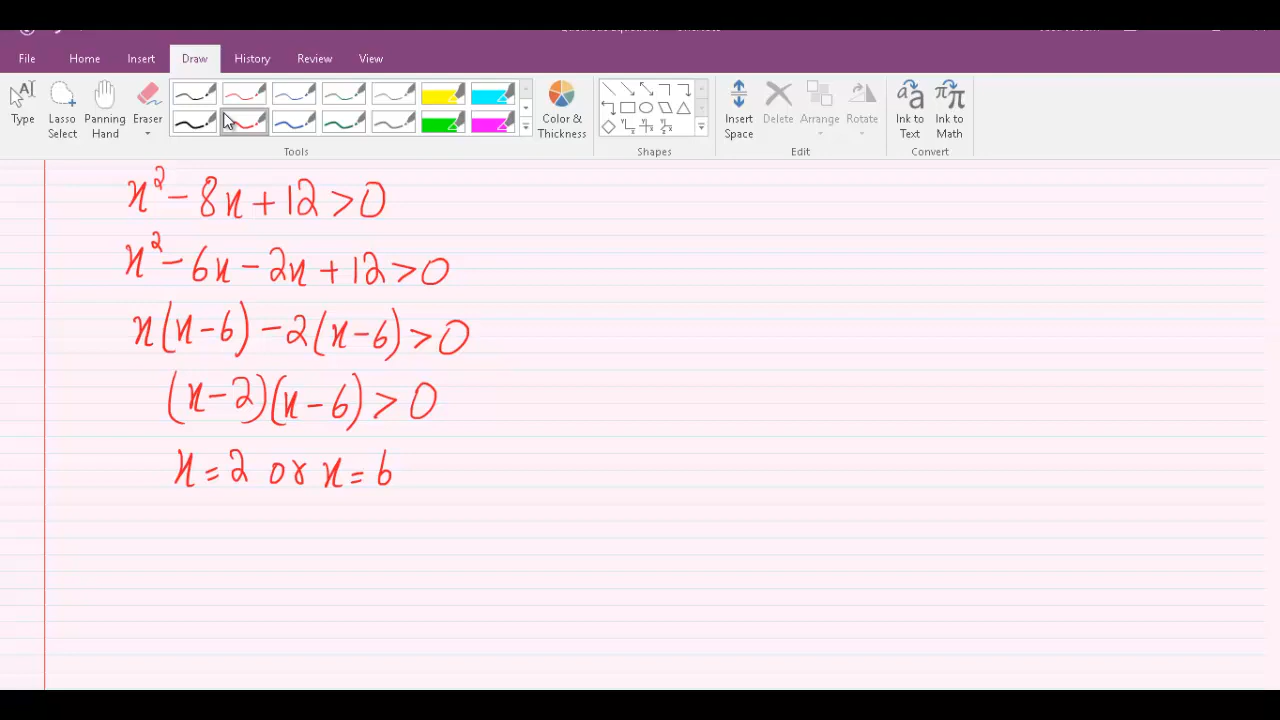 File Home Insert Draw History Review View
Type Lasso Select Panning Hand Eraser Color & Thickness Insert Space Delete Arrange Rotate Ink to Text Ink to Math
Tools Shapes Edit Convert
x² - 8x + 12 > 0
x² - 6x - 2x + 12 > 0
x(x-6) - 2(x-6) > 0
(x-2)(x-6) > 0
x = 2 or x = 6